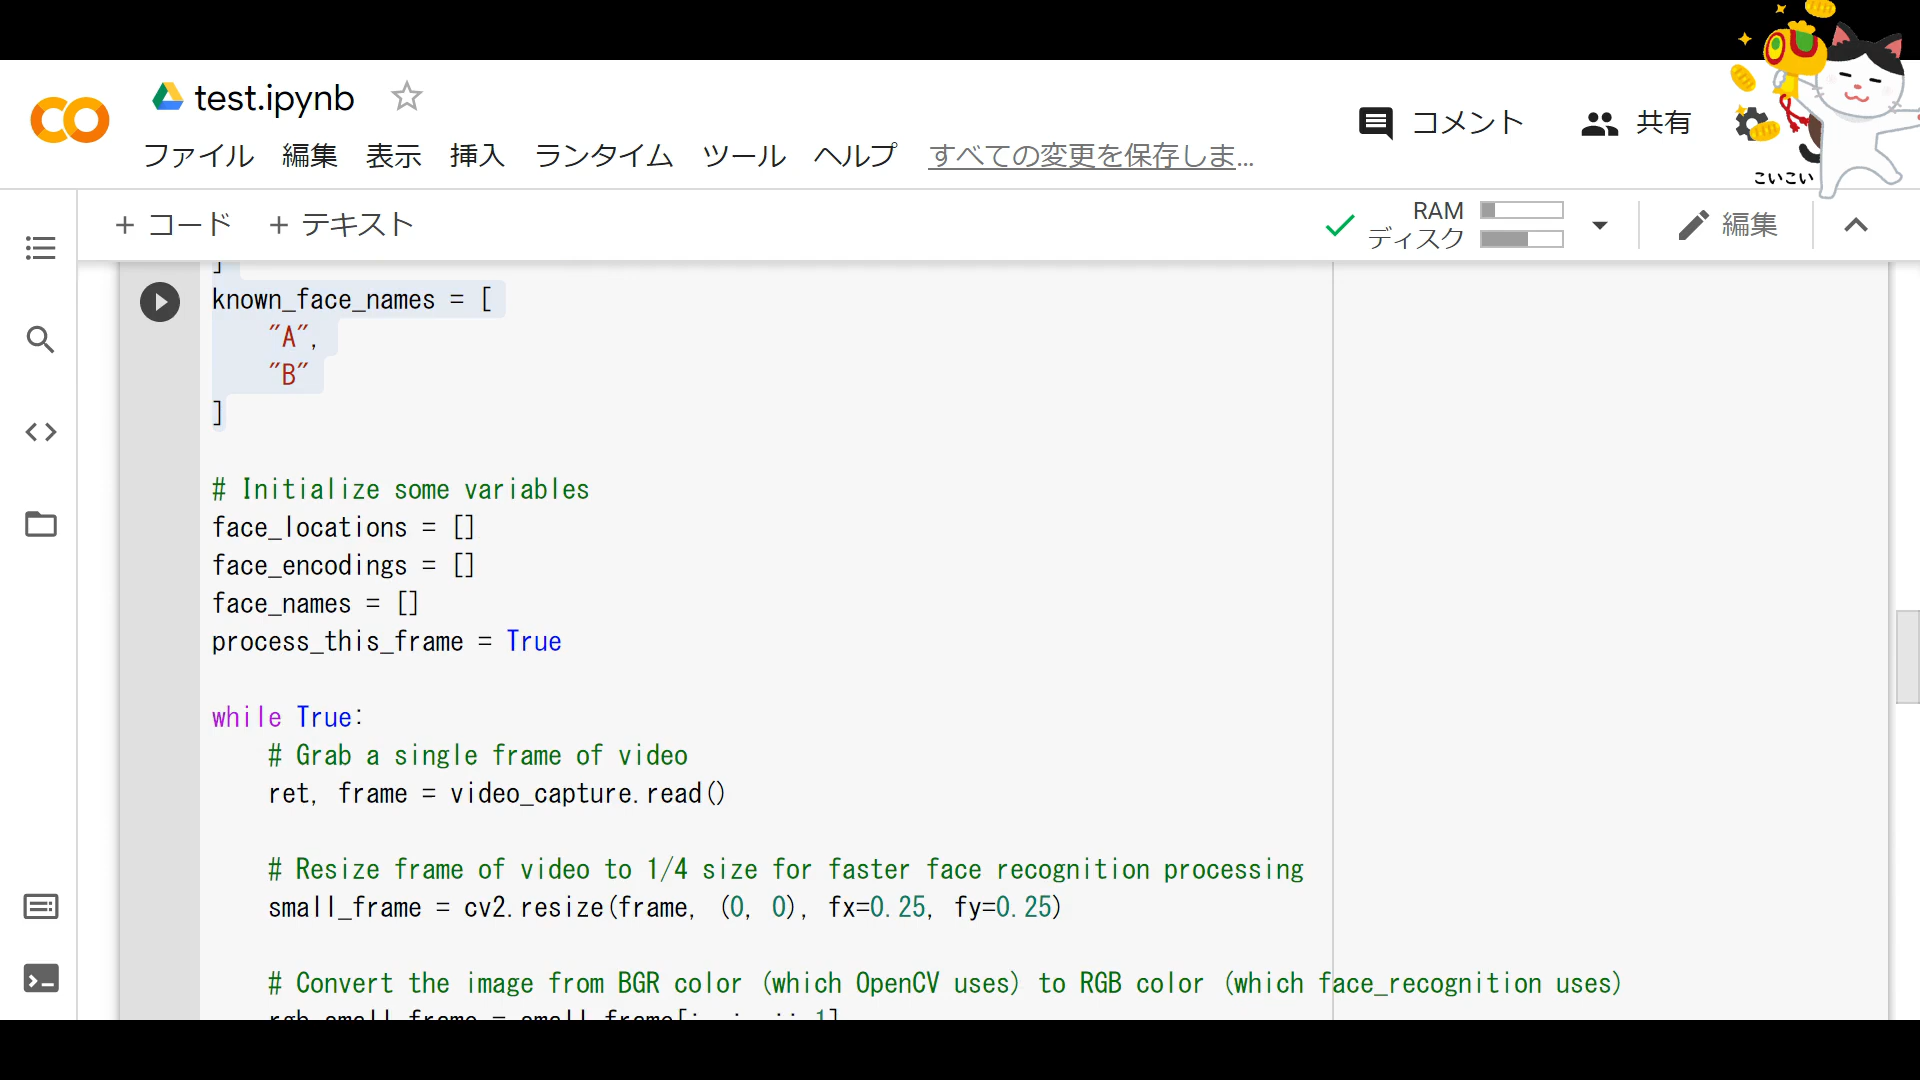 test.ipynb
コメント
共有
ファイル 編集 表示 挿入 ランタイム ツール ヘルプ すべての変更を保存しま...
こいこい
+ コード + テキスト
RAM
ディスク
編集
]
known_face_names = [
"A",
"B"
]
# Initialize some variables
face_locations = []
face_encodings = []
face_names = []
process_this_frame = True
while True:
# Grab a single frame of video
ret, frame = video_capture.read()
# Resize frame of video to 1/4 size for faster face recognition processing
small_frame = cv2.resize(frame, (0, 0), fx=0.25, fy=0.25)
# Convert the image from BGR color (which OpenCV uses) to RGB color (which face_recognition uses)
rgb_small_frame = small_frame[:, :, ::-1]